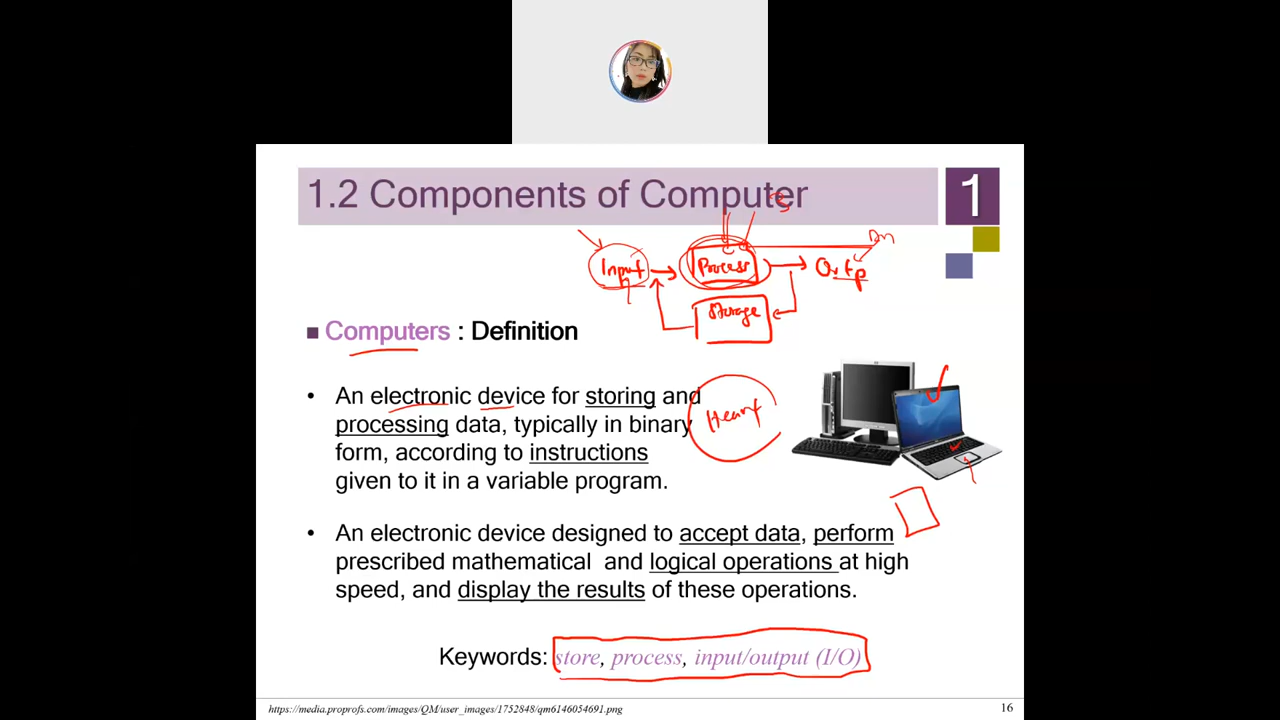 1.2 Components of Computer
1
Input
Process
Storage
Computers : Definition
• An electronic device for storing and
processing data, typically in binary
form, according to instructions
given to it in a variable program.
Heart
• An electronic device designed to accept data, perform
prescribed mathematical and logical operations at high
speed, and display the results of these operations.
Keywords: store, process, input/output (I/O)
https://media.proprofs.com/images/QM/user_images/1752848/qm6146054691.png
16